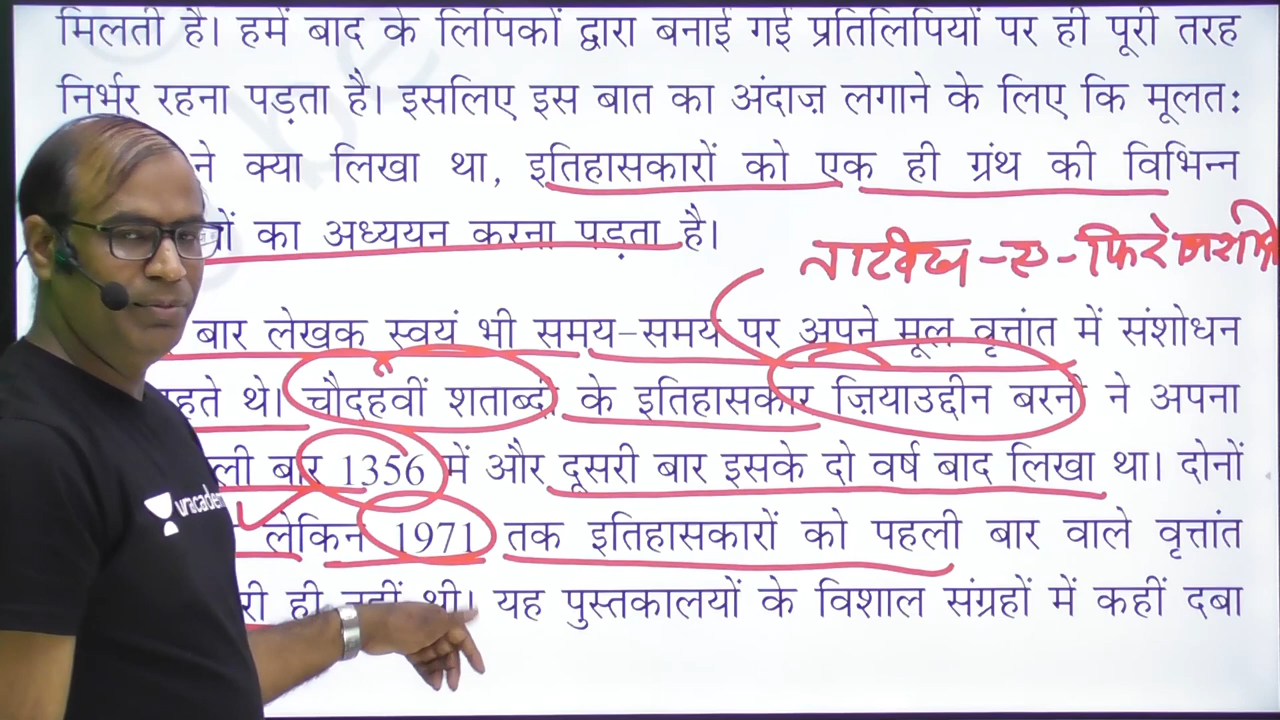 मिलती है। हमें बाद के लिपिकों द्वारा बनाई गई प्रतिलिपियों पर ही पूरी तरह
निर्भर रहना पड़ता है। इसलिए इस बात का अंदाज़ लगाने के लिए कि मूलतः
ने क्या लिखा था, इतिहासकारों को एक ही ग्रंथ की विभिन्न
का अध्ययन करना पड़ता है।
बार लेखक स्वयं भी समय-समय पर अपने मूल वृत्तांत में संशोधन
थे। चौदहवीं शताब्दी के इतिहासकार ज़ियाउद्दीन बरनी ने अपना
बार 1356 में और दूसरी बार इसके दो वर्ष बाद लिखा था। दोनों
लेकिन 1971 तक इतिहासकारों को पहली बार वाले वृत्तांत
ही नहीं थी। यह पुस्तकालयों के विशाल संग्रहों में कहीं दबा
unacademy